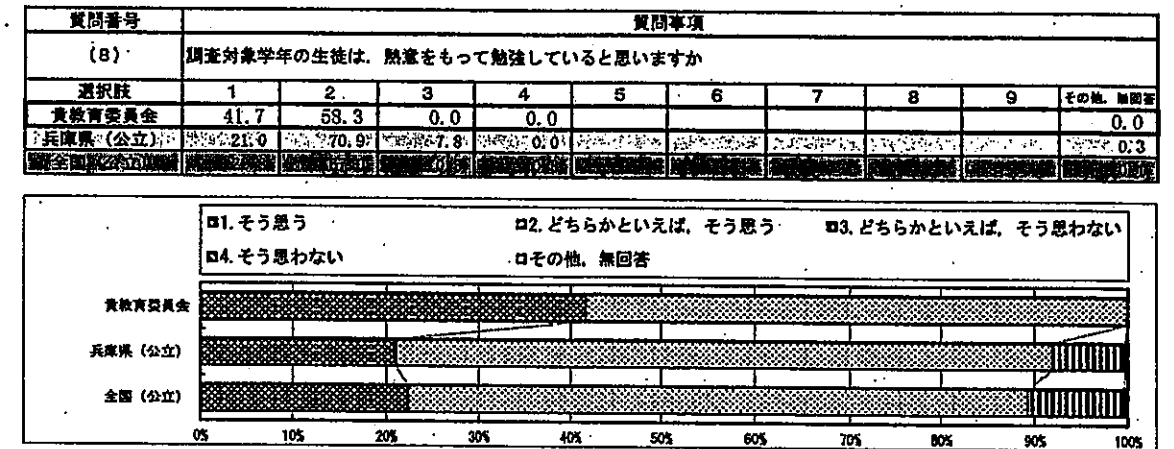 質問番号 質問事項
(8) 調査対象学年の生徒は，熱意をもって勉強していると思いますか
選択肢 1 2 3 4 5 6 7 8 9 その他，無回答
貴教育委員会 41.7 58.3 0.0 0.0 0.0
兵庫県（公立） 21.0 70.9 7.8 0.0 0.3
1.そう思う 2.どちらかといえば，そう思う 3.どちらかといえば，そう思わない
4.そう思わない その他，無回答
貴教育委員会
兵庫県（公立）
全国（公立）
0% 10% 20% 30% 40% 50% 60% 70% 80% 90% 100%